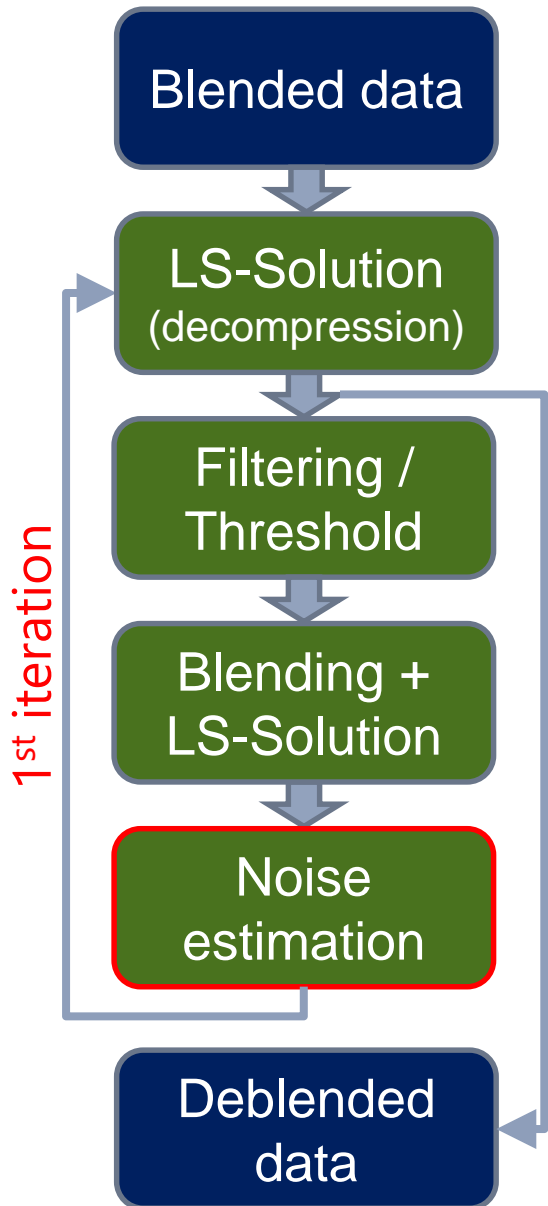 Blended data
LS-Solution
(decompression)
Filtering /
Threshold
Blending +
LS-Solution
1st iteration
Noise
estimation
Deblended
data